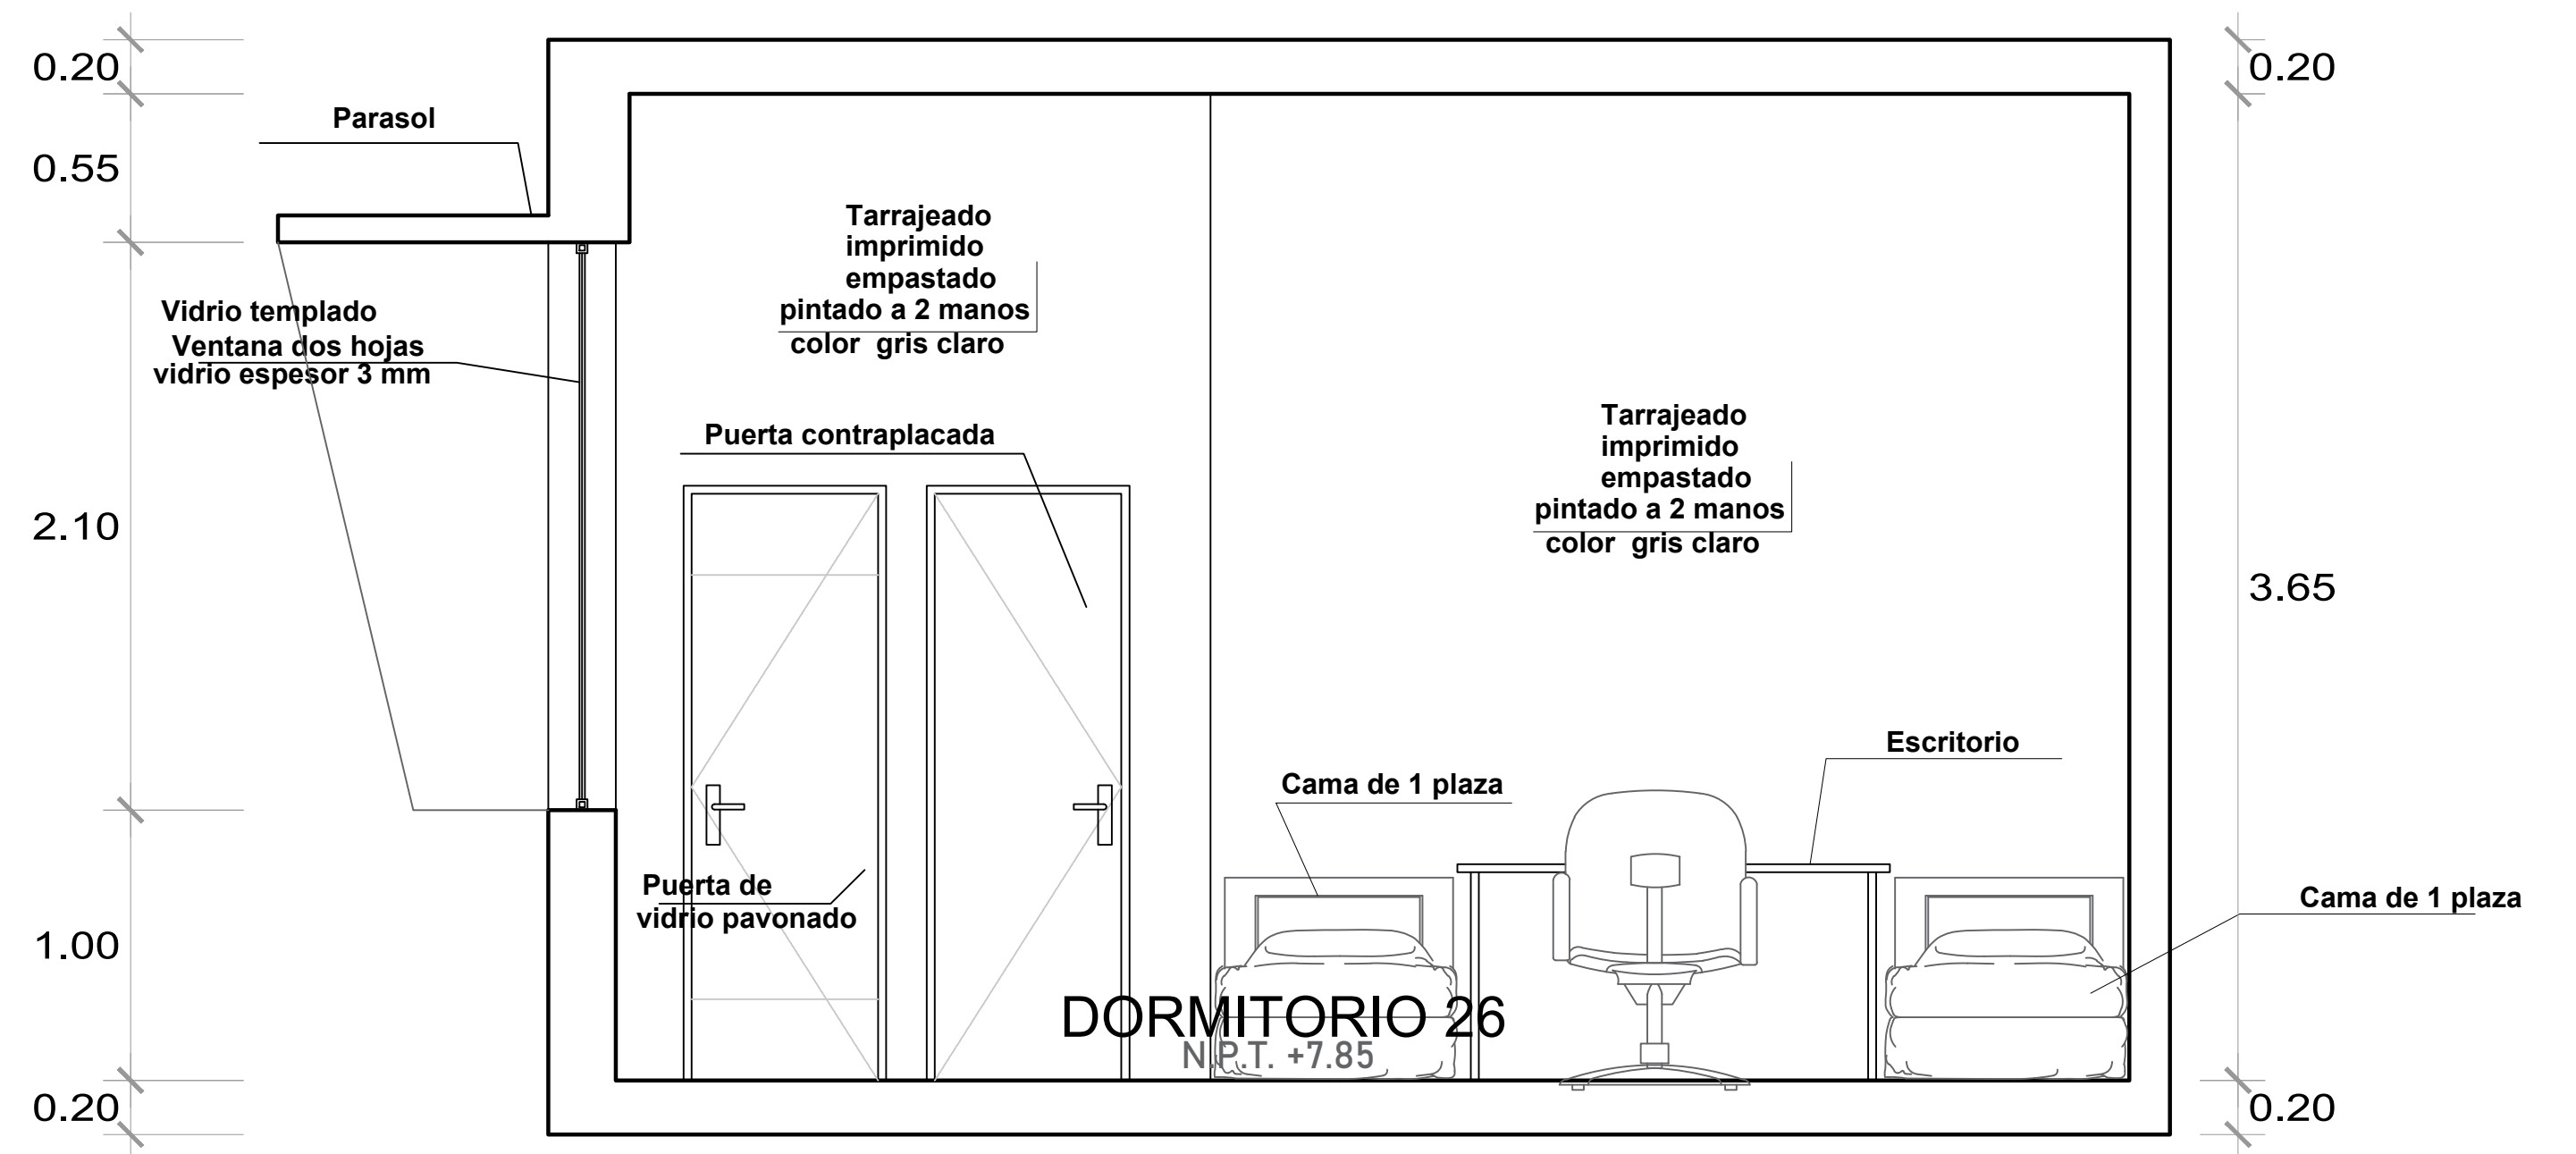 0.20
0.20
Parasol
0.55
Tarrajeado
imprimido
empastado
pintado a 2 manos
color gris claro
Vidrio templado
Ventana dos hojas
vidrio espesor 3 mm
Puerta contraplacada
Tarrajeado
imprimido
empastado
pintado a 2 manos
color gris claro
2.10
3.65
Escritorio
Cama de 1 plaza
Puerta de
vidrio pavonado
Cama de 1 plaza
1.00
DORMITORIO 26
N.P.T. +7.85
0.20
0.20